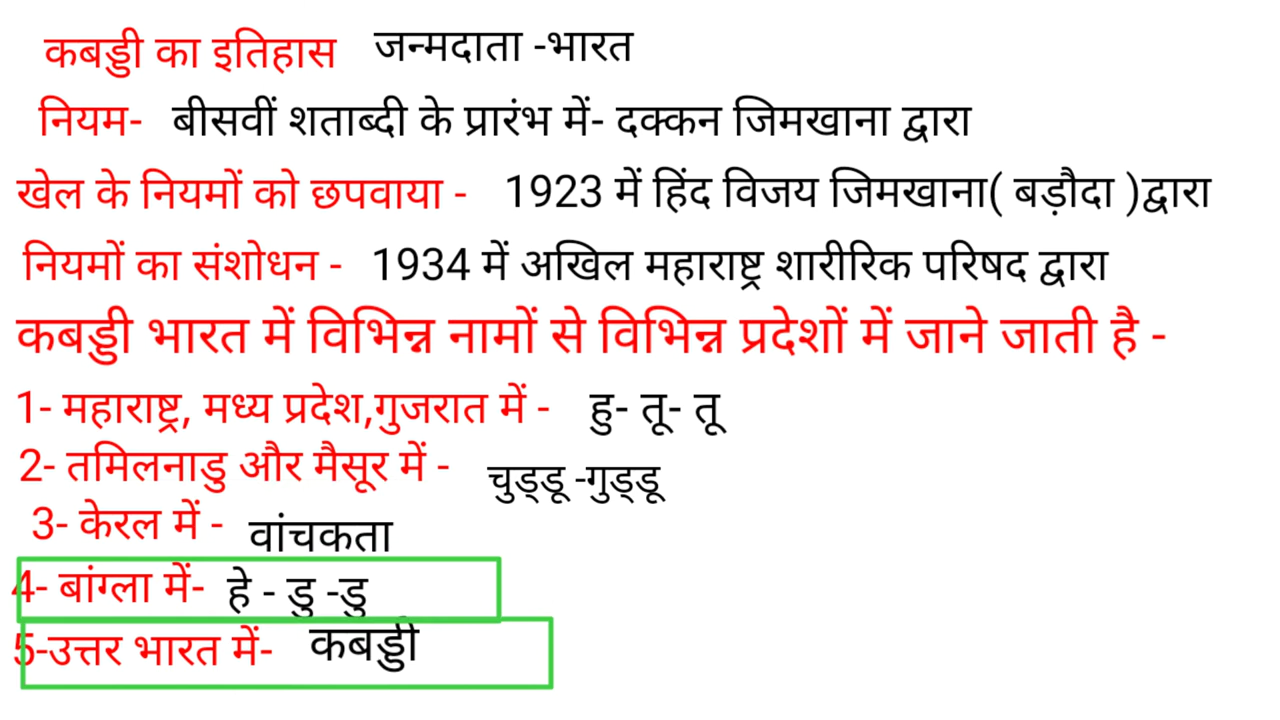 कबड्डी का इतिहास जन्मदाता -भारत
नियम- बीसवीं शताब्दी के प्रारंभ में- दक्कन जिमखाना द्वारा
खेल के नियमों को छपवाया - 1923 में हिंद विजय जिमखाना( बड़ौदा )द्वारा
नियमों का संशोधन - 1934 में अखिल महाराष्ट्र शारीरिक परिषद द्वारा
कबड्डी भारत में विभिन्न नामों से विभिन्न प्रदेशों में जाने जाती है -
1- महाराष्ट्र, मध्य प्रदेश,गुजरात में - हु- तू- तू
2- तमिलनाडु और मैसूर में - चुड्डू -गुड्डू
3- केरल में - वांचकता
4- बांग्ला में- हे - डु -डु
5-उत्तर भारत में- कबड्डी